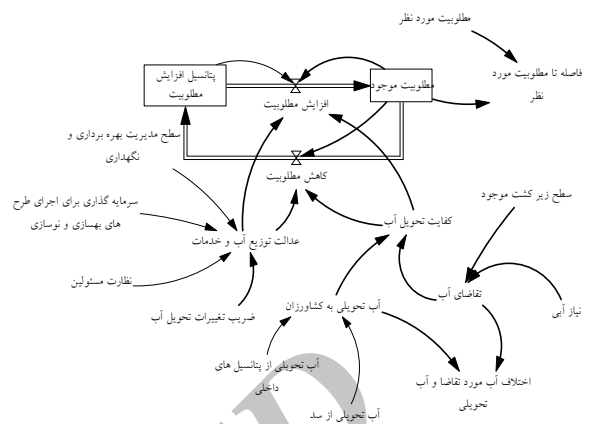 مطلوبیت مورد نظر
فاصله تا مطلوبیت مورد
نظر
پتانسیل افزایش
مطلوبیت
مطلوبیت موجود
افزایش مطلوبیت
سطح مدیریت بهره برداری و
نگهداری
کاهش مطلوبیت
سطح زیر کشت موجود
سرمایه گذاری برای اجرای طرح
های بهسازی و نوسازی
کفایت تحویل آب
عدالت توزیع آب و خدمات
نظارت مسئولین
تقاضای آب
نیاز آبی
آب تحویلی به کشاورزان
ضریب تغییرات تحویل آب
آب تحویلی از پتانسیل های
داخلی
اختلاف آب مورد تقاضا و آب
تحویلی
آب تحویلی از سد